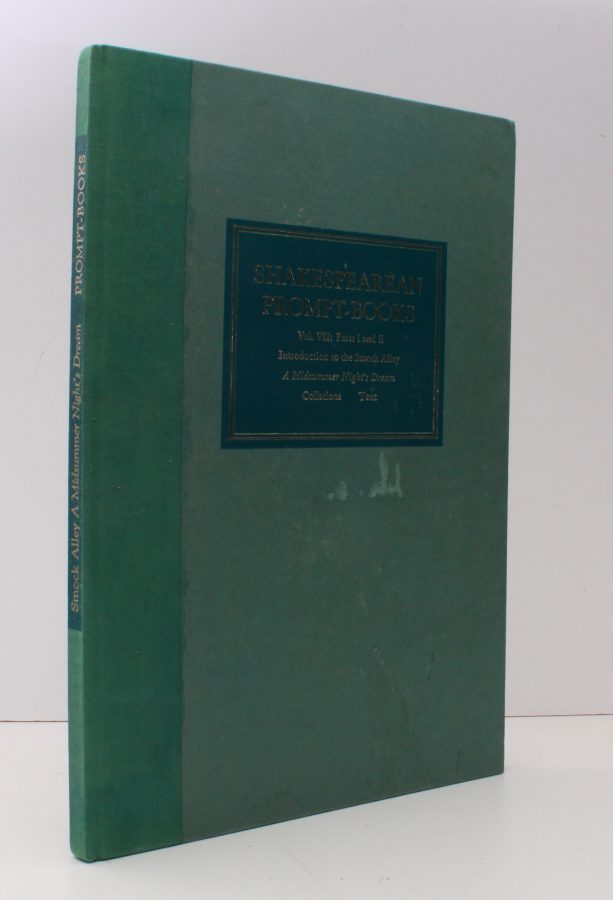 SHAKESPEAREAN
PROMPT-BOOKS
Vol. VII; Parts I and II
Introduction to the Smock Alley
A Midsummer Night's Dream
Collations Text
Smock Alley A Midsummer Night's Dream PROMPT-BOOKS